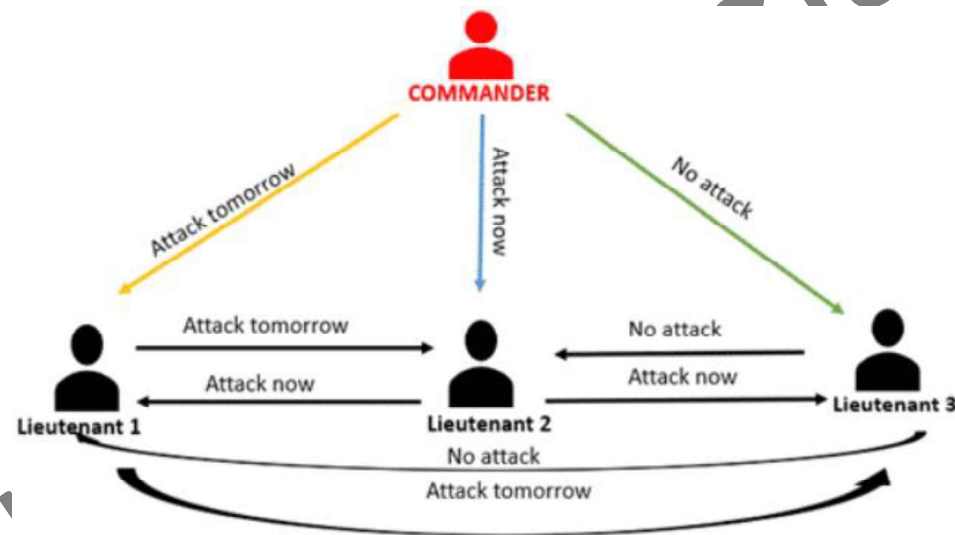 COMMANDER
Attack tomorrow
Attack now
No attack
Attack tomorrow
No attack
Attack now
Attack now
Lieutenant 1
Lieutenant 2
Lieutenant 3
No attack
Attack tomorrow